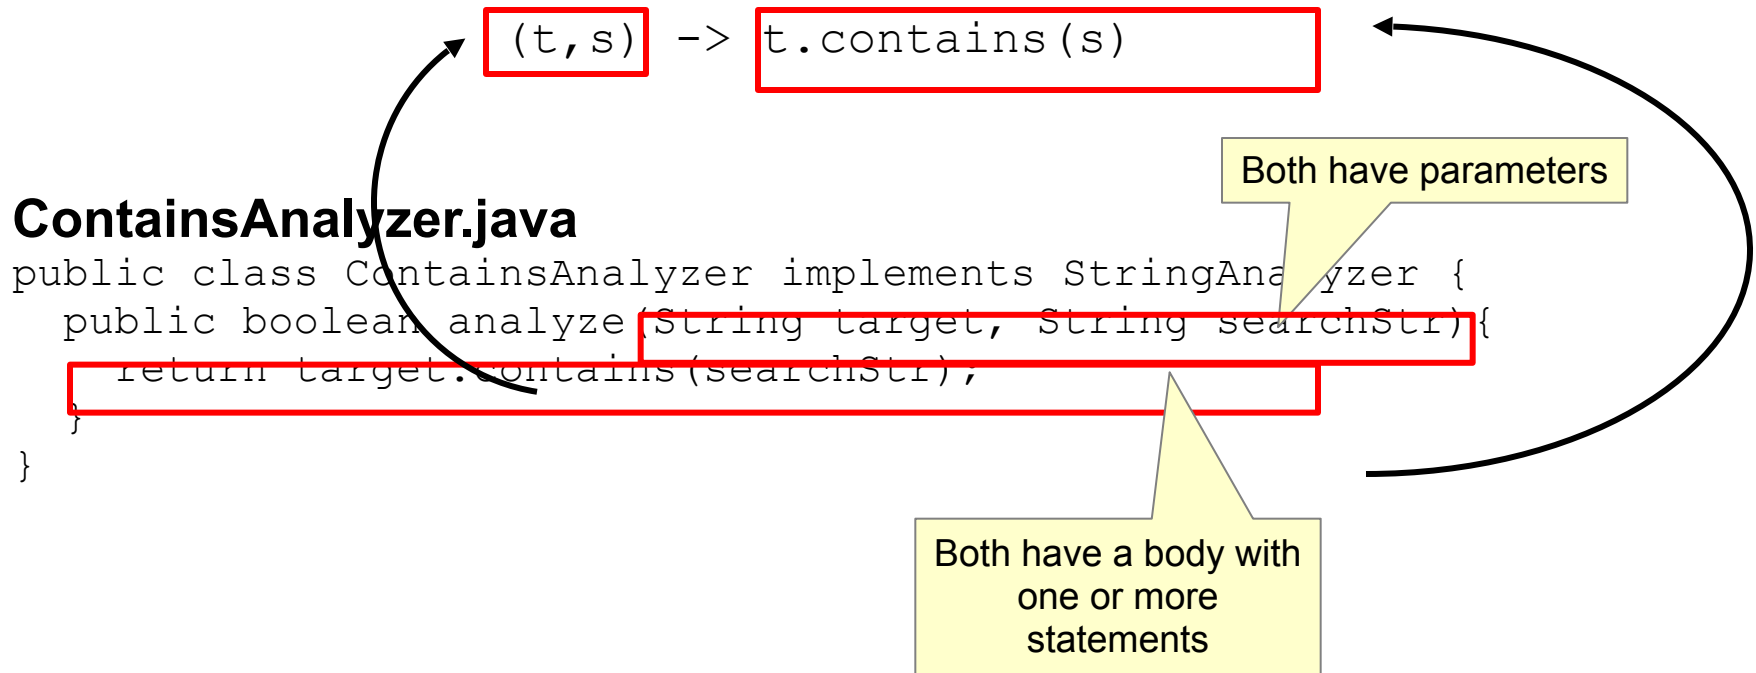 (t,s) -> t.contains(s)
Both have parameters
ContainsAnalyzer.java
public class ContainsAnalyzer implements StringAnalyzer {
public boolean analyze(String target, String searchStr){
return target.contains(searchStr);
}
}
Both have a body with
one or more
statements